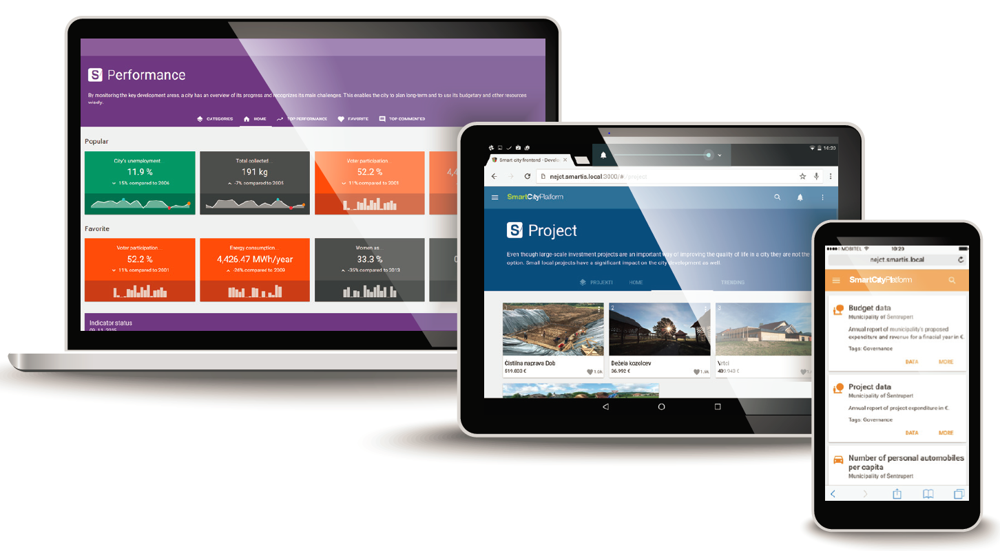 S Performance
By monitoring the key development areas, a city has an overview of its progress and recognizes its main challenges. This enables the city to plan long-term and to use its budgetary and other resources
wisely.
CATEGORIES HOME TOP PERFORMANCE FAVORITE TOP COMMENTED
Popular
City's unemployment...
11.9 %
15% compared to 2006
Total collected...
191 kg
-7% compared to 2005
Voter participation...
52.2 %
11% compared to 2001
4,4
Favorite
Voter participation...
52.2 %
11% compared to 2001
Energy consumption...
4,426.47 MWh/year
-26% compared to 2009
Women as...
33.3 %
-35% compared to 2013
Indicator status
09. 11. 2015
10:20
Smart city frontend - Develo
nejct.smartis.local:3000/#/project
SmartCityPlatform
S Project
Even though large-scale investment projects are an important way of improving the quality of life in a city they are not the
option. Small local projects have a significant impact on the city development as well.
PROJEKTI HOME TRENDING
2
3
Čistilna naprava Dob
519.803 €
1.0k
Dežela kozolcev
36.992 €
1.6k
Vrtci
480.943 €
1.
MOBITEL 10:20
nejct.smartis.local
SmartCityPlatform
Budget data
Municipality of Šentrupert
Annual report of municipality's proposed
expenditure and revenue for a finacial year in €.
Tags: Governance
DATA MORE
Project data
Municipality of Šentrupert
Annual report of project expenditure in €.
Tags: Governance
DATA MORE
Number of personal automobiles
per capita
Municipality of Šentrupert